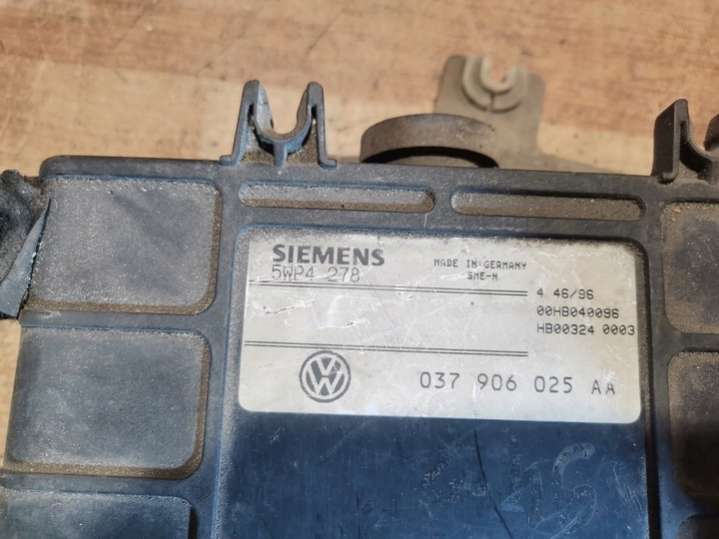 SIEMENS
5WP4 278
MADE IN GERMANY
SME-M
4 46/96
00HB040096
HB00324 0003
037 906 025 AA